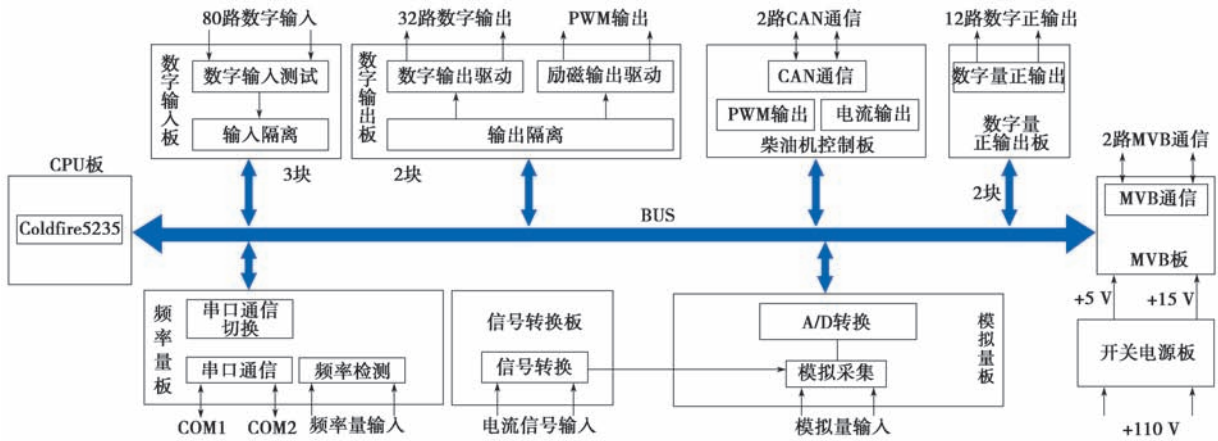 80路数字输入
32路数字输出
PWM输出
2路CAN通信
12路数字正输出
数字输入板
数字输入测试
输入隔离
数字输出板
数字输出驱动
励磁输出驱动
输出隔离
CAN通信
PWM输出
电流输出
柴油机控制板
数字量正输出
数字量
正输出板
3块
2块
2块
2路MVB通信
CPU板
Coldfire5235
BUS
MVB通信
MVB板
频率量板
串口通信
切换
串口通信
频率检测
信号转换板
信号转换
A/D转换
模拟采集
模拟量板
+5 V
+15 V
开关电源板
COM1
COM2
频率量输入
电流信号输入
模拟量输入
+110 V